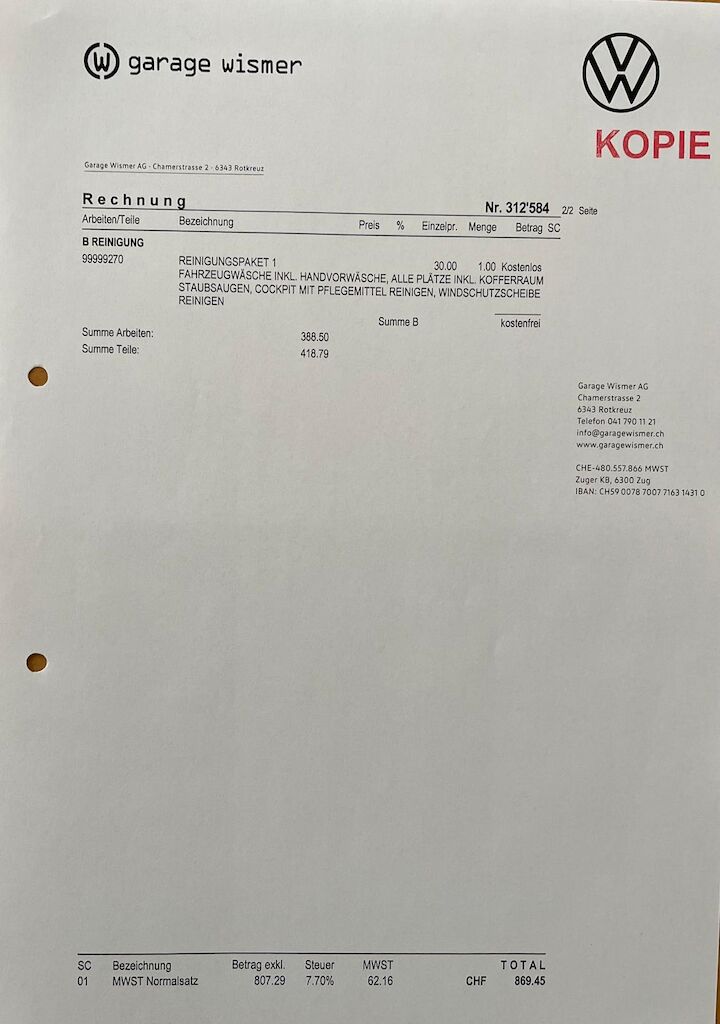 garage wismer
KOPIE
Garage Wismer AG - Chamerstrasse 2 - 6343 Rotkreuz
Rechnung Nr. 312'584 2/2 Seite
Arbeiten/Teile Bezeichnung Preis % Einzelpr. Menge Betrag SC
B REINIGUNG
99999270 REINIGUNGSPAKET 1 30.00 1.00 Kostenlos
FAHRZEUGWÄSCHE INKL. HANDVORWÄSCHE, ALLE PLÄTZE INKL. KOFFERRAUM
STAUBSAUGEN, COCKPIT MIT PFLEGEMITTEL REINIGEN, WINDSCHUTZSCHEIBE
REINIGEN
Summe B kostenfrei
Summe Arbeiten: 388.50
Summe Teile: 418.79
Garage Wismer AG
Chamerstrasse 2
6343 Rotkreuz
Telefon 041 790 11 21
info@garagewismer.ch
www.garagewismer.ch
CHE-480.557.866 MWST
Zuger KB, 6300 Zug
IBAN: CH59 0078 7007 7163 1431 0
SC Bezeichnung Betrag exkl. Steuer MWST TOTAL
01 MWST Normalsatz 807.29 7.70% 62.16 CHF 869.45